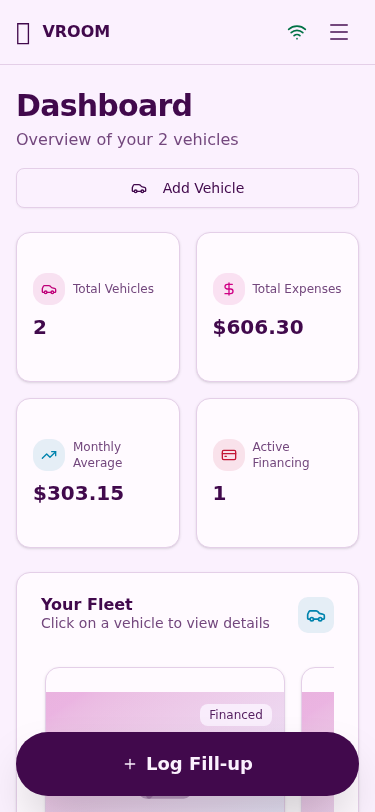 VROOM
Dashboard
Overview of your 2 vehicles
Add Vehicle
Total Vehicles
2
Total Expenses
$606.30
Monthly
Average
$303.15
Active
Financing
1
Your Fleet
Click on a vehicle to view details
Financed
+ Log Fill-up